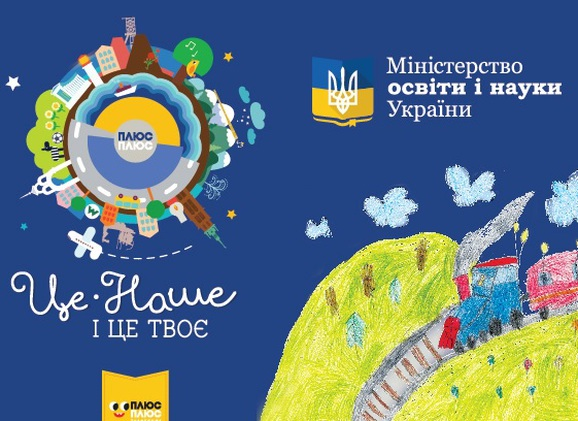 ПЛЮС
ПЛЮС
Міністерство
освіти і науки
України
Це·Наше
І ЦЕ ТВОЄ
ПЛЮС
ПЛЮС